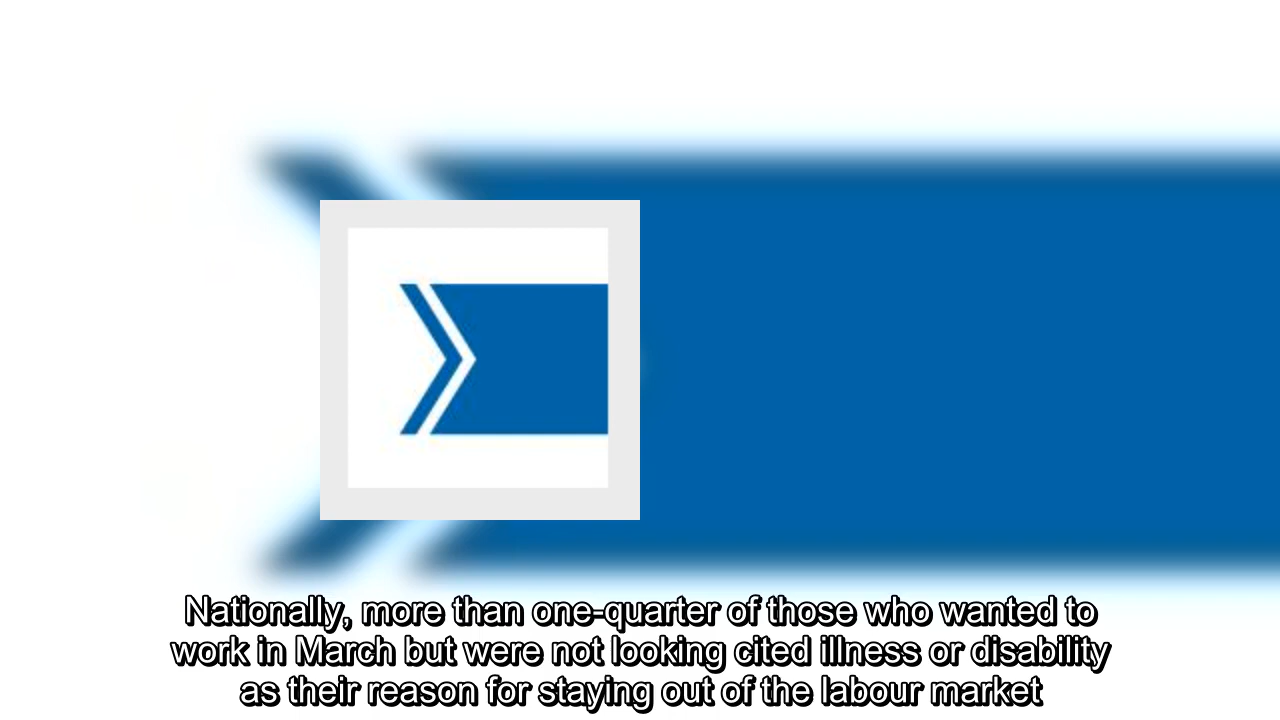 Nationally, more than one-quarter of those who wanted to
work in March but were not looking cited illness or disability
as their reason for staying out of the labour market